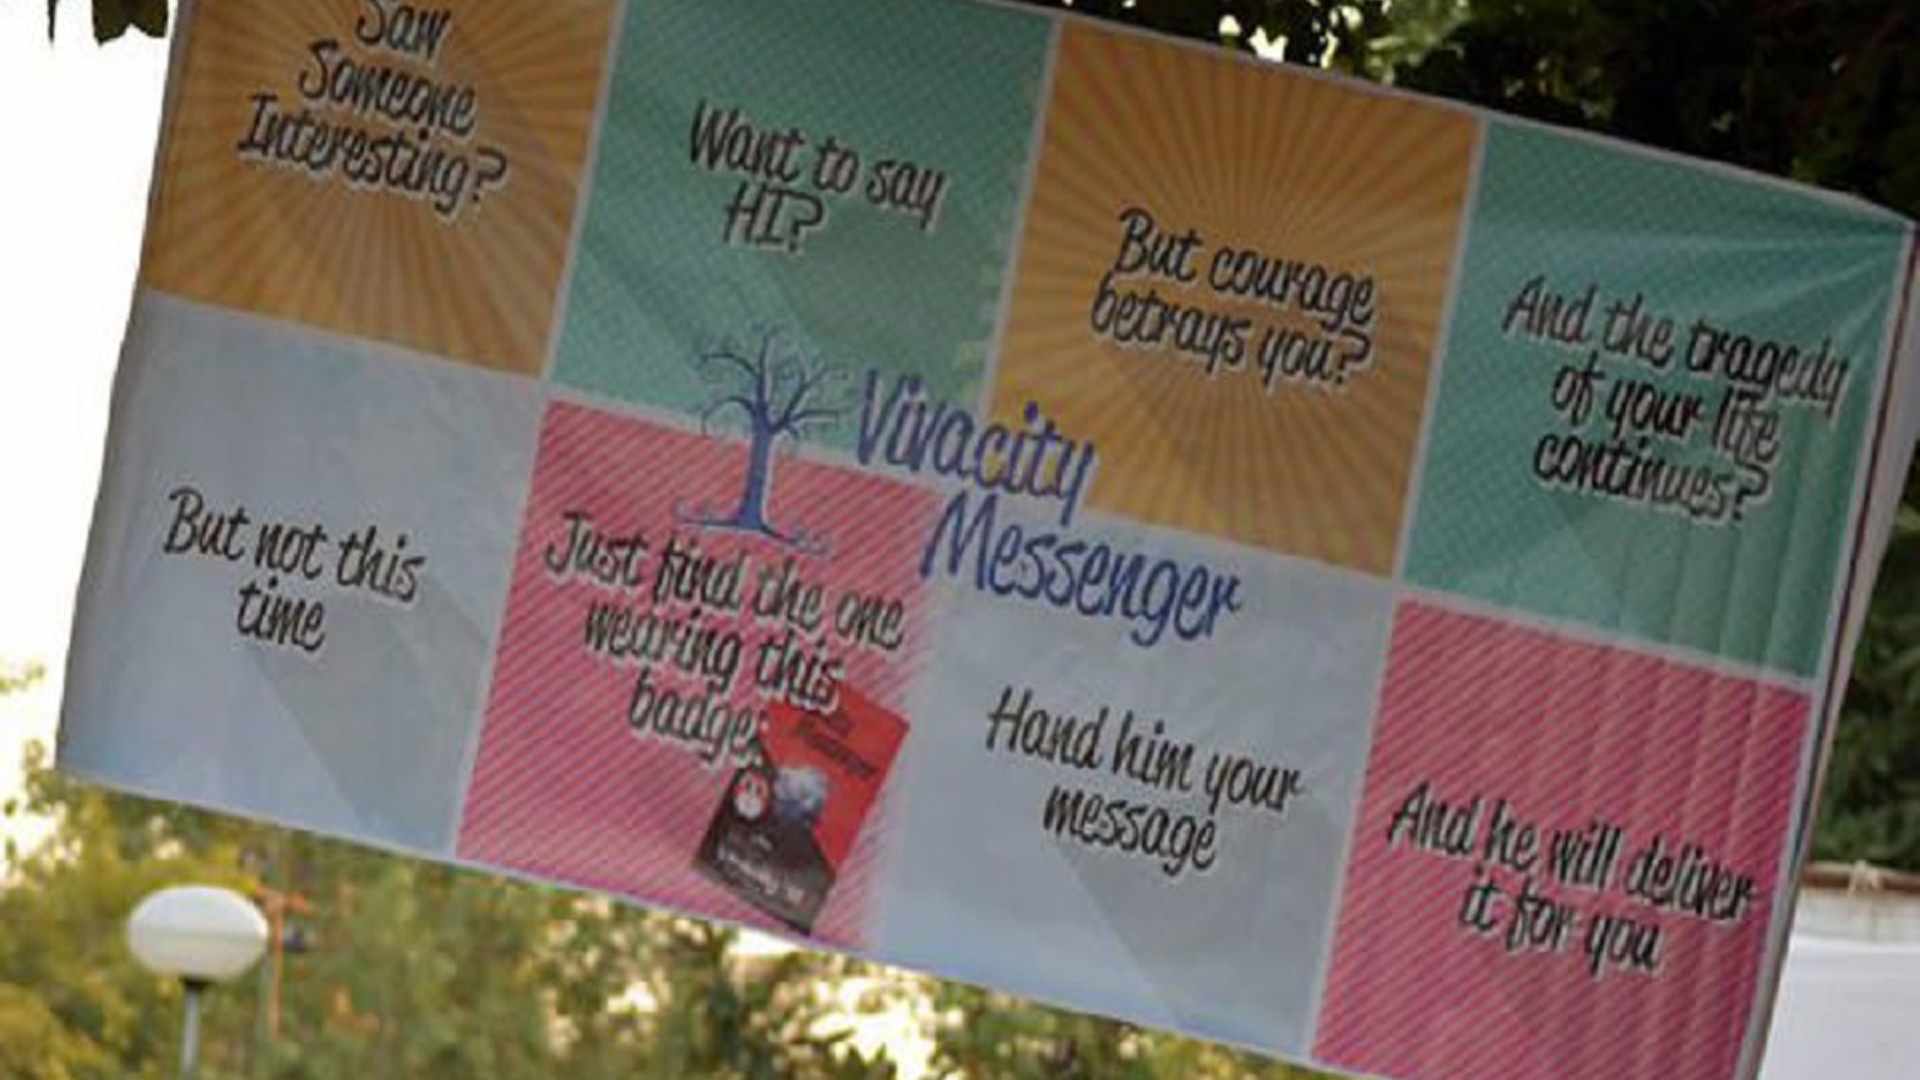 Saw
Someone
Interesting?
Want to say
HI?
But courage
betrays you?
And the tragedy
of your life
continues?
Vivacity
Messenger
But not this
time
Just find the one
wearing this
badge,
Hand him your
message
And he will deliver
it for you